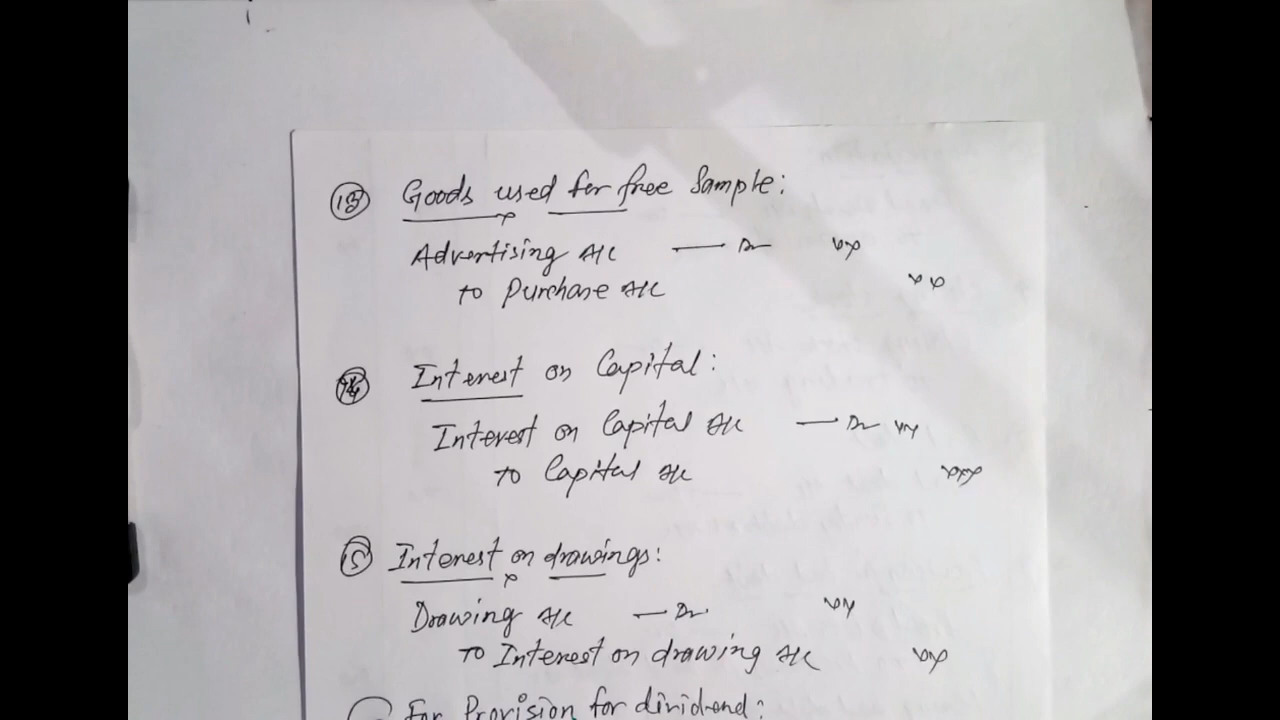 (13) Goods used for free Sample:
Advertising A/c — Dr xx
to Purchase A/c xx
(14) Interest on Capital:
Interest on Capital A/c — Dr xx
To Capital A/c xxx
(15) Interest on drawings:
Drawing A/c — Dr. xx
To Interest on drawing A/c xx
For Provision for dividend: